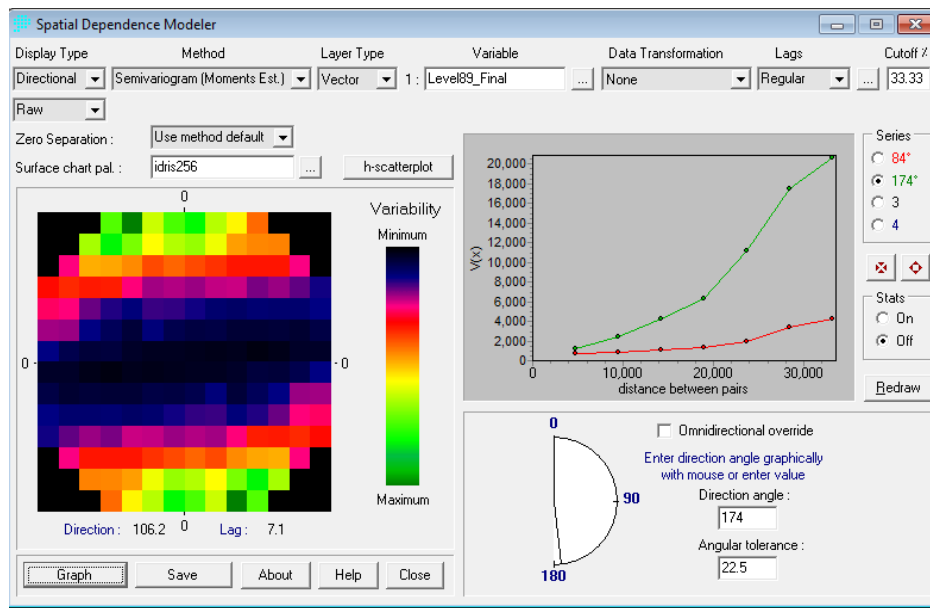 Spatial Dependence Modeler
Display Type Method Layer Type Variable Data Transformation Lags Cutoff %
Directional Semivariogram (Moments Est.) Vector 1 : Level89_Final ... None Regular ... 33.33
Raw
Zero Separation : Use method default
Surface chart pal. : idris256 ... h-scatterplot
0
Variability
Minimum
0 - - 0
Maximum
Direction : 106.2 0 Lag : 7.1
Graph Save About Help Close
20,000
18,000
16,000
14,000
12,000
10,000
8,000
6,000
4,000
2,000
0
V(x)
0 10,000 20,000 30,000
distance between pairs
Series
84°
174°
3
4
Stats
On
Off
Redraw
0
90
180
Omnidirectional override
Enter direction angle graphically
with mouse or enter value
Direction angle :
174
Angular tolerance :
22.5